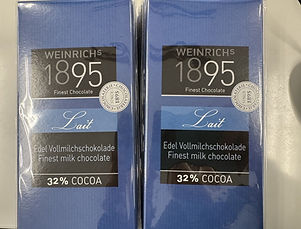 WEINRICHS
1895
Finest Chocolate
Lait
Edel Vollmilchschokolade
Finest milk chocolate
32% COCOA
WEINRICHS
1895
Finest Chocolate
Lait
Edel Vollmilchschokolade
Finest milk chocolate
32% COCOA